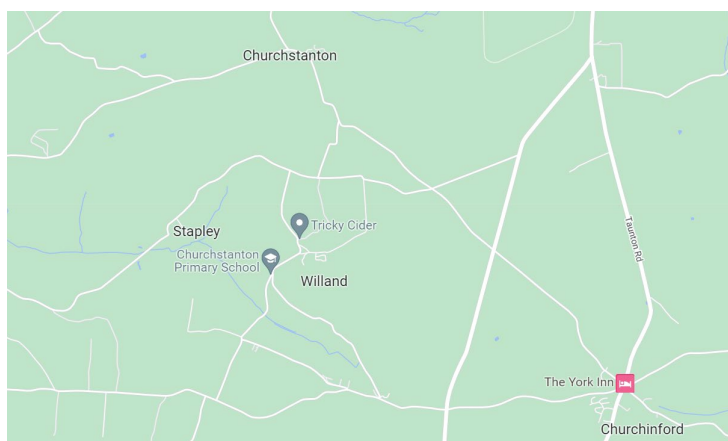 Churchstanton
Stapley
Tricky Cider
Churchstanton
Primary School
Willand
Taunton Rd
The York Inn
Churchinford